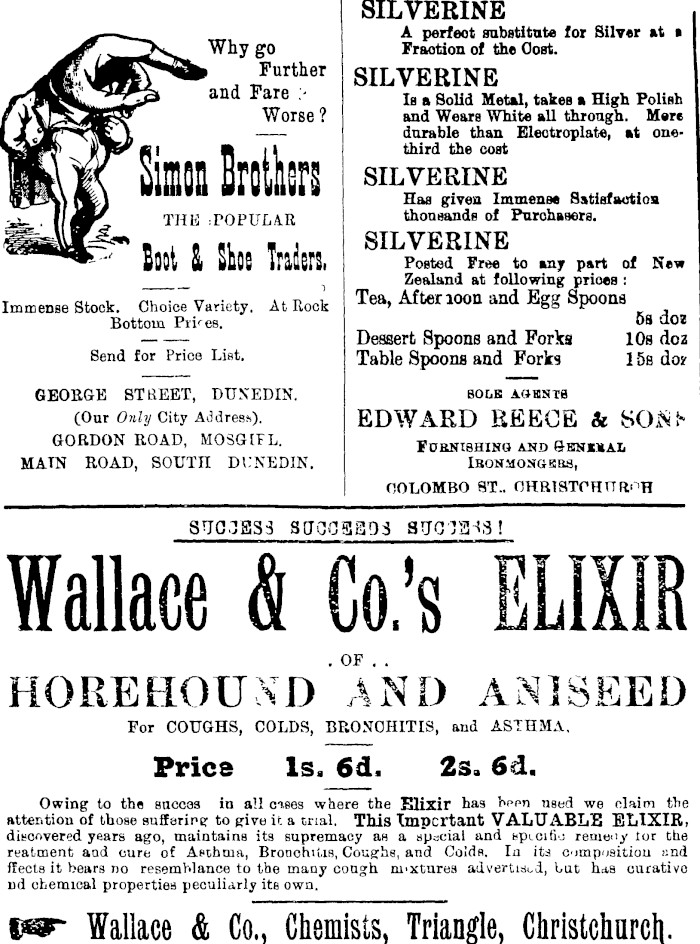 Why go
Further
and Fare
Worse?
Simon Brothers
THE POPULAR
Boot & Shoe Traders.
Immense Stock. Choice Variety. At Rock
Bottom Prices.
Send for Price List.
GEORGE STREET, DUNEDIN.
(Our Only City Address).
GORDON ROAD, MOSGIEL.
MAIN ROAD, SOUTH DUNEDIN.
SILVERINE
A perfect substitute for Silver at a
Fraction of the Cost.
SILVERINE
Is a Solid Metal, takes a High Polish
and Wears White all through. More
durable than Electroplate, at one-
third the cost
SILVERINE
Has given Immense Satisfaction
thousands of Purchasers.
SILVERINE
Posted Free to any part of New
Zealand at following prices:
Tea, Afternoon and Egg Spoons
5s doz
Dessert Spoons and Forks 10s doz
Table Spoons and Forks 15s doz
SOLE AGENTS
EDWARD REECE & SONS
FURNISHING AND GENERAL
IRONMONGERS,
COLOMBO ST., CHRISTCHURCH
SUCCESS SUCCEEDS SUCCESS!
Wallace & Co.'s ELIXIR
. OF . .
HOREHOUND AND ANISEED
For COUGHS, COLDS, BRONCHITIS, and ASTHMA.
Price 1s. 6d. 2s. 6d.
Owing to the succes in all cases where the Elixir has been used we claim the
attention of those suffering to give it a trial. This Important VALUABLE ELIXIR,
discovered years ago, maintains its supremacy as a special and specific remedy for the
reatment and cure of Asthma, Bronchitis, Coughs, and Colds. In its composition and
ffects it bears no resemblance to the many cough mixtures advertised, but has curative
nd chemical properties peculiarly its own.
Wallace & Co., Chemists, Triangle, Christchurch.